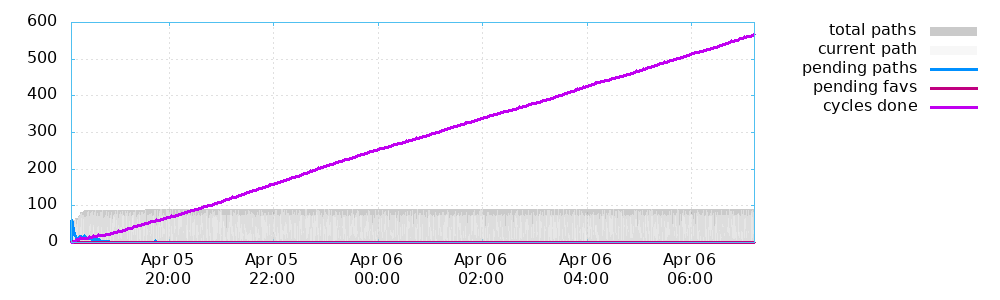 600
500
400
300
200
100
0
Apr 05 Apr 05 Apr 06 Apr 06 Apr 06 Apr 06
20:00 22:00 00:00 02:00 04:00 06:00
total paths
current path
pending paths
pending favs
cycles done